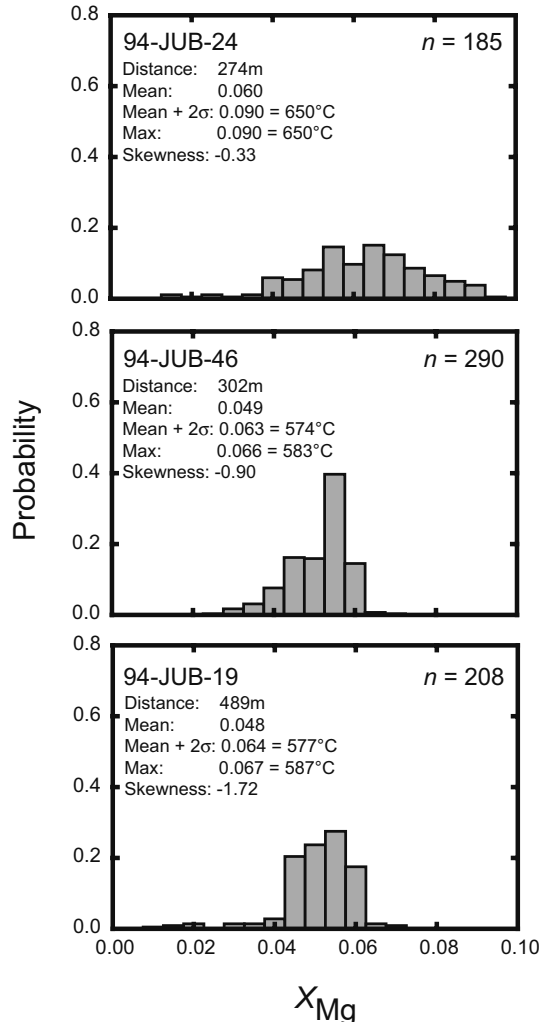 0.8
94-JUB-24 n = 185
Distance: 274m
Mean: 0.060
0.6
Mean + 2σ: 0.090 = 650°C
Max: 0.090 = 650°C
Skewness: -0.33
0.4
0.2
0.0
0.8
94-JUB-46 n = 290
Distance: 302m
Mean: 0.049
0.6
Mean + 2σ: 0.063 = 574°C
Max: 0.066 = 583°C
Skewness: -0.90
0.4
Probability
0.2
0.0
0.8
94-JUB-19 n = 208
Distance: 489m
Mean: 0.048
0.6
Mean + 2σ: 0.064 = 577°C
Max: 0.067 = 587°C
Skewness: -1.72
0.4
0.2
0.0
0.00 0.02 0.04 0.06 0.08 0.10
XMg